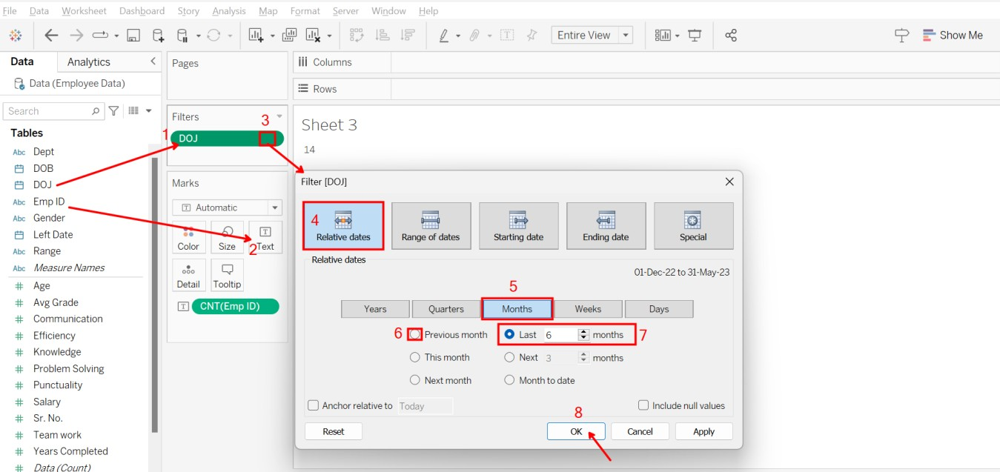 File Data Worksheet Dashboard Story Analysis Map Format Server Window Help
Entire View
Show Me
Data Analytics
Data (Employee Data)
Search
Tables
Abc Dept
DOB
DOJ
Abc Emp ID
Abc Gender
Left Date
Abc Range
Abc Measure Names
# Age
# Avg Grade
# Communication
# Efficiency
# Knowledge
# Problem Solving
# Punctuality
# Salary
# Sr. No.
# Team work
# Years Completed
# Data (Count)
Pages
Filters 3
1 DOJ
Marks
T Automatic
Color Size 2 Text
T
Detail Tooltip
T CNT(Emp ID)
Columns
Rows
Sheet 3
14
Filter [DOJ]
4
Relative dates Range of dates Starting date Ending date Special
Relative dates
01-Dec-22 to 31-May-23
5
Years Quarters Months Weeks Days
6 Previous month Last 6 months 7
This month Next 3 months
Next month Month to date
Anchor relative to Today Include null values
8
Reset OK Cancel Apply